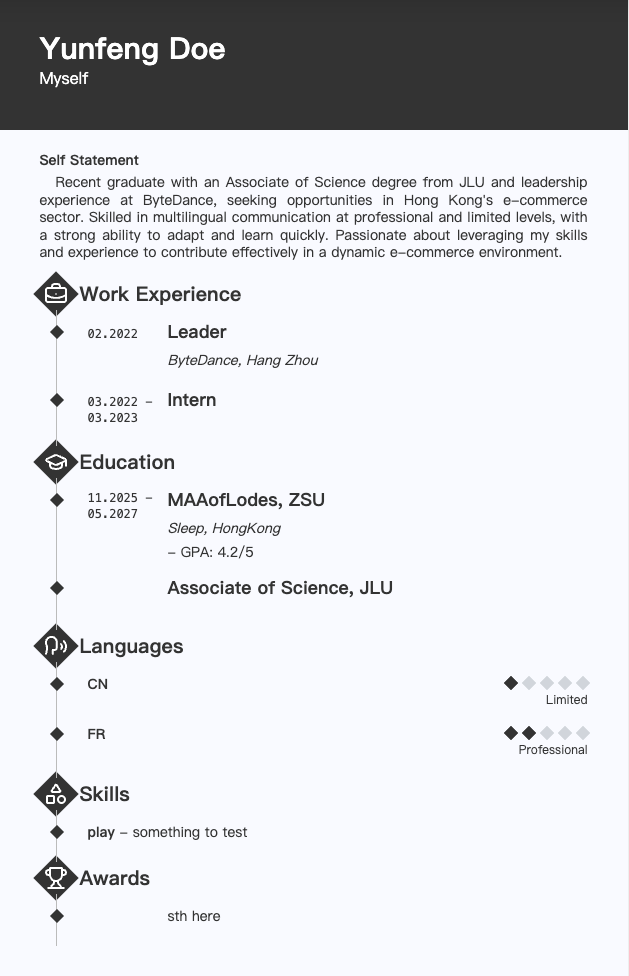 Yunfeng Doe
Myself
Self Statement
Recent graduate with an Associate of Science degree from JLU and leadership
experience at ByteDance, seeking opportunities in Hong Kong's e-commerce
sector. Skilled in multilingual communication at professional and limited levels, with
a strong ability to adapt and learn quickly. Passionate about leveraging my skills
and experience to contribute effectively in a dynamic e-commerce environment.
Work Experience
02.2022 Leader
ByteDance, Hang Zhou
03.2022 - Intern
03.2023
Education
11.2025 - MAAofLodes, ZSU
05.2027
Sleep, HongKong
- GPA: 4.2/5
Associate of Science, JLU
Languages
CN
Limited
FR
Professional
Skills
play - something to test
Awards
sth here